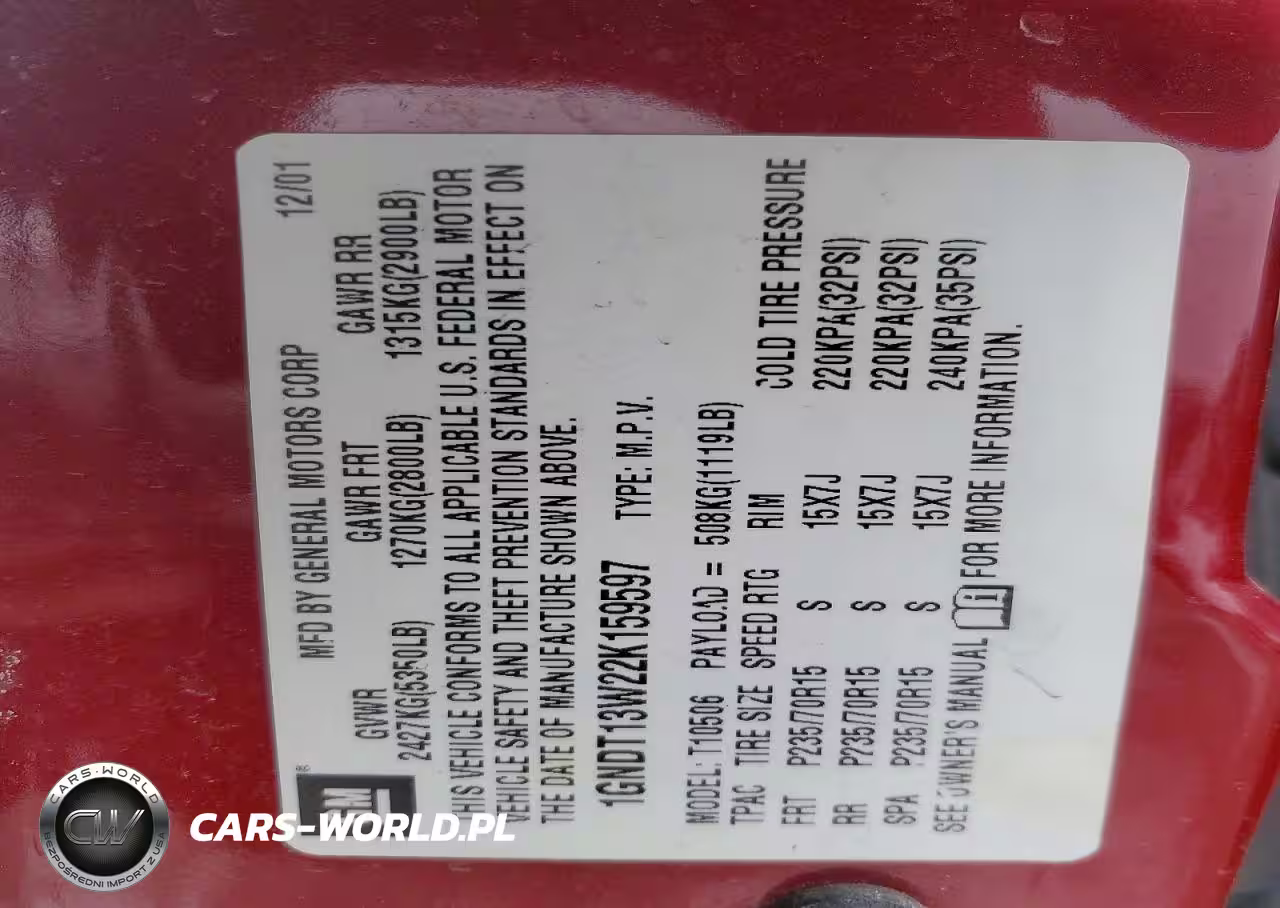 MFD BY GENERAL MOTORS CORP 12/01
GVWR GAWR FRT GAWR RR
2427KG(5350LB) 1270KG(2800LB) 1315KG(2900LB)
THIS VEHICLE CONFORMS TO ALL APPLICABLE U.S. FEDERAL MOTOR
VEHICLE SAFETY AND THEFT PREVENTION STANDARDS IN EFFECT ON
THE DATE OF MANUFACTURE SHOWN ABOVE.
1GNDT13W22K159597 TYPE: M.P.V.
MODEL: T10506 PAYLOAD = 508KG(1119LB)
TPAC TIRE SIZE SPEED RTG RIM COLD TIRE PRESSURE
FRT P235/70R15 S 15X7J 220KPA(32PSI)
RR P235/70R15 S 15X7J 220KPA(32PSI)
SPA P235/70R15 S 15X7J 240KPA(35PSI)
SEE OWNER'S MANUAL i FOR MORE INFORMATION.
GM
CARS-WORLD
CW
BEZPOŚREDNI IMPORT Z USA
CARS-WORLD.PL